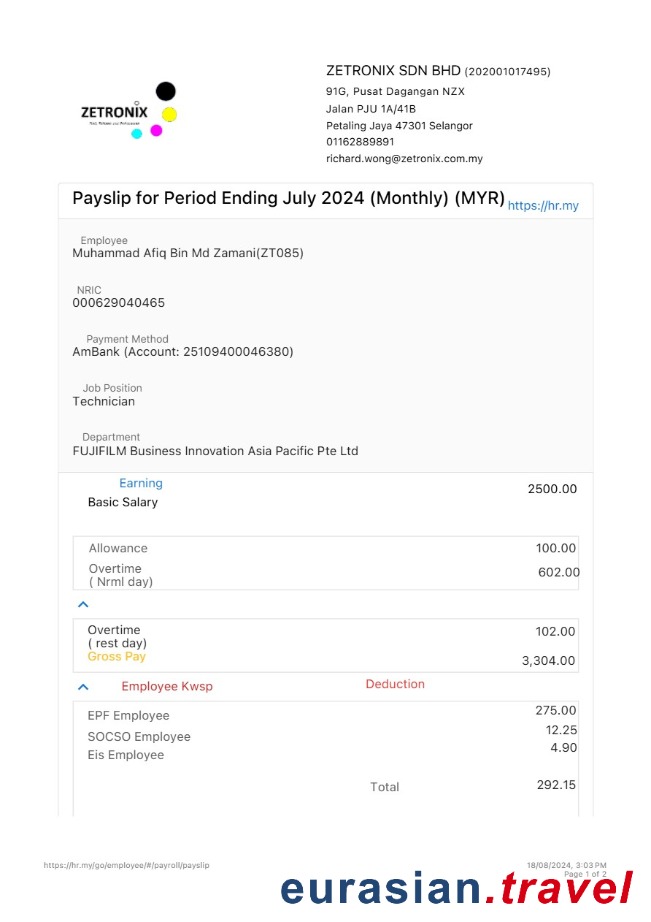 ZETRONIX
ZETRONIX SDN BHD (202001017495)
91G, Pusat Dagangan NZX
Jalan PJU 1A/41B
Petaling Jaya 47301 Selangor
01162889891
richard.wong@zetronix.com.my
Payslip for Period Ending July 2024 (Monthly) (MYR) https://hr.my
Employee
Muhammad Afiq Bin Md Zamani(ZT085)
NRIC
000629040465
Payment Method
AmBank (Account: 25109400046380)
Job Position
Technician
Department
FUJIFILM Business Innovation Asia Pacific Pte Ltd
Earning
Basic Salary 2500.00
Allowance 100.00
Overtime 602.00
( Nrml day)
Overtime 102.00
( rest day)
Gross Pay 3,304.00
Employee Kwsp Deduction
EPF Employee 275.00
SOCSO Employee 12.25
Eis Employee 4.90
Total 292.15
https://hr.my/go/employee/#/payroll/payslip 18/08/2024, 3:03 PM
Page 1 of 2
eurasian.travel